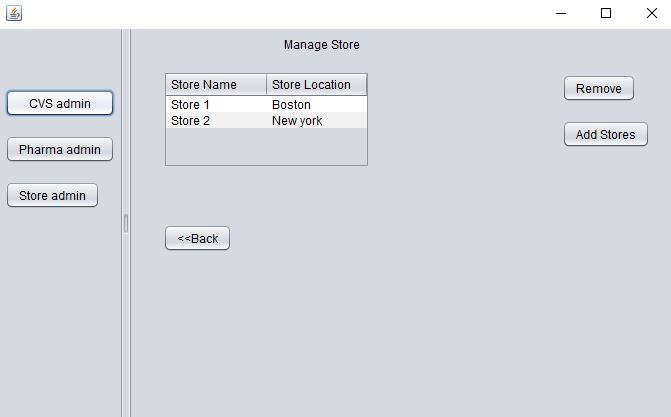 Manage Store
CVS admin
Pharma admin
Store admin
Store Name Store Location
Store 1 Boston
Store 2 New york
Remove
Add Stores
<<Back